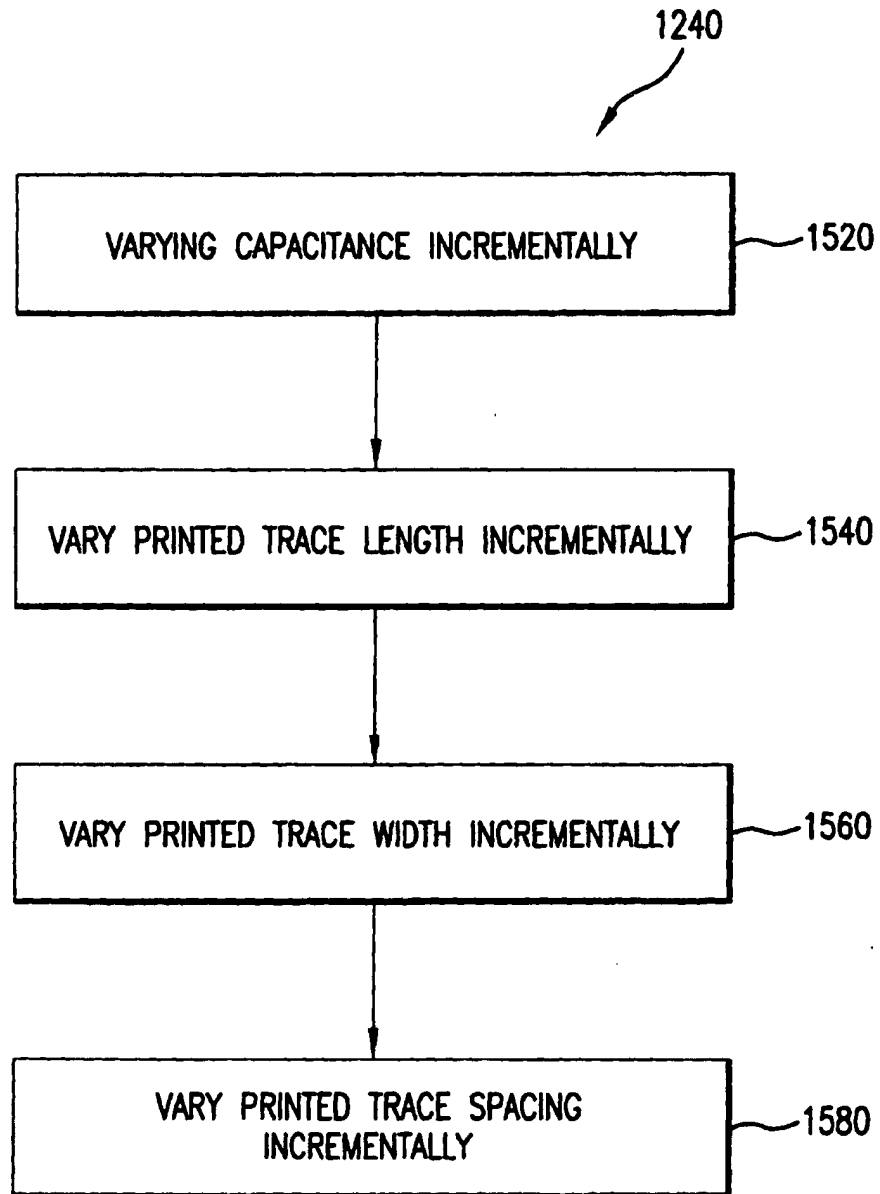 1240
VARYING CAPACITANCE INCREMENTALLY
1520
VARY PRINTED TRACE LENGTH INCREMENTALLY
1540
VARY PRINTED TRACE WIDTH INCREMENTALLY
1560
VARY PRINTED TRACE SPACING
INCREMENTALLY
1580